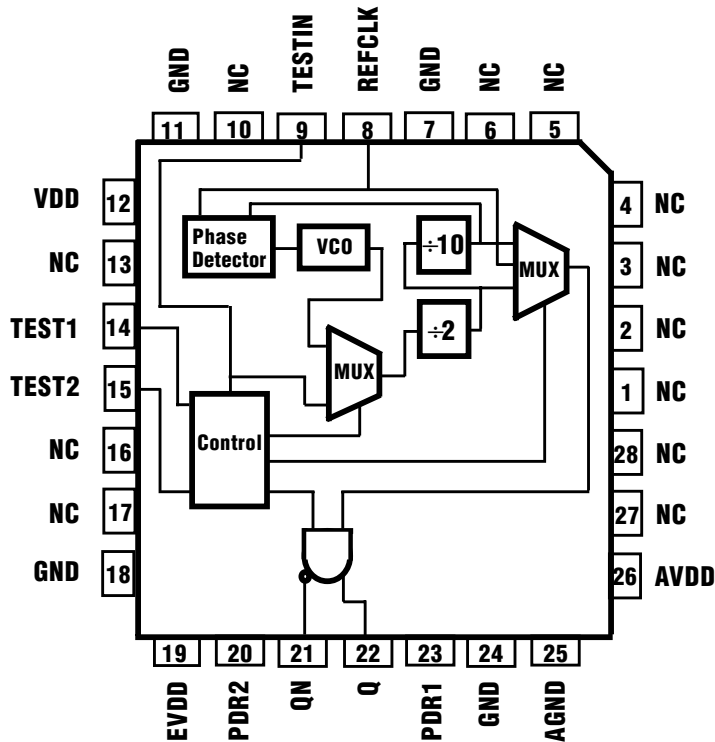 GND
NC
TESTIN
REFCLK
GND
NC
NC
11
10
9
8
7
6
5
VDD 12
NC 13
TEST1 14
TEST2 15
NC 16
NC 17
GND 18
4 NC
3 NC
2 NC
1 NC
28 NC
27 NC
26 AVDD
Phase
Detector
VCO
÷10
MUX
÷2
MUX
Control
19
20
21
22
23
24
25
EVDD
PDR2
QN
Q
PDR1
GND
AGND